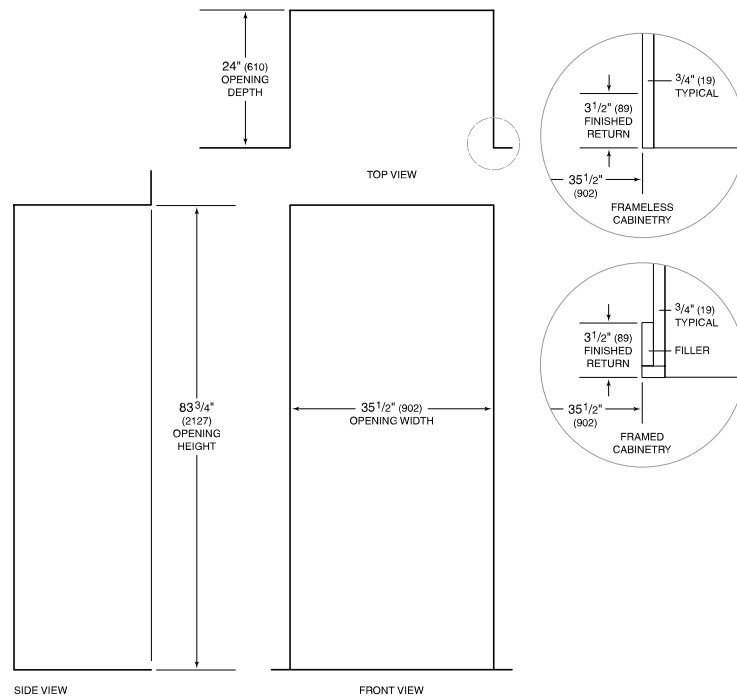 24" (610)
OPENING
DEPTH
TOP VIEW
3/4" (19)
TYPICAL
3 1/2" (89)
FINISHED
RETURN
35 1/2"
(902)
FRAMELESS
CABINETRY
3/4" (19)
TYPICAL
3 1/2" (89)
FINISHED
RETURN
FILLER
35 1/2"
(902)
FRAMED
CABINETRY
83 3/4"
(2127)
OPENING
HEIGHT
35 1/2" (902)
OPENING WIDTH
SIDE VIEW
FRONT VIEW